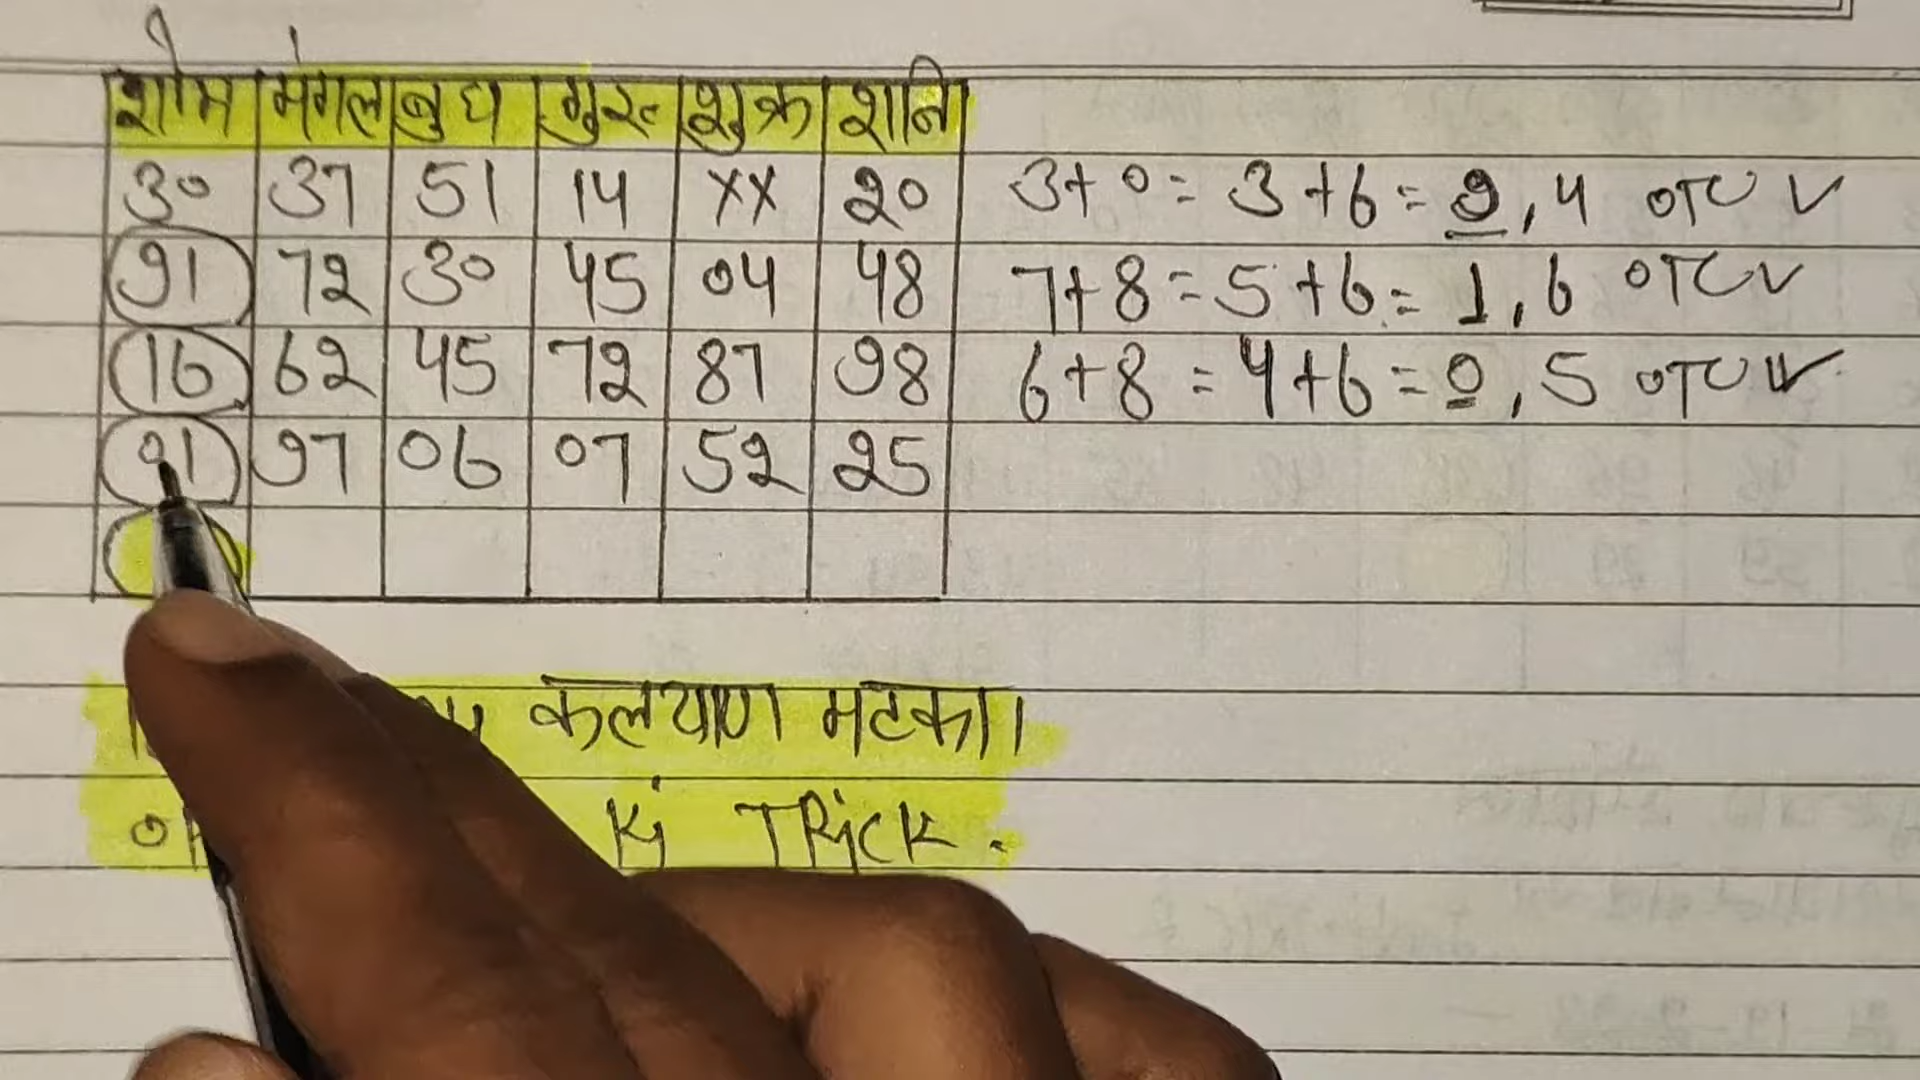 शोम मंगल बुध गुरु शुक्र शनि
30 37 51 14 XX 20 3+0=3+6=9,4 OTC ✓
91 72 30 45 04 48 7+8=5+6=1,6 OTC ✓
16 62 45 72 87 98 6+8=4+6=0,5 OTC ✓
01 97 06 07 52 25
कल्याण मटका।
Ki TRiCK.